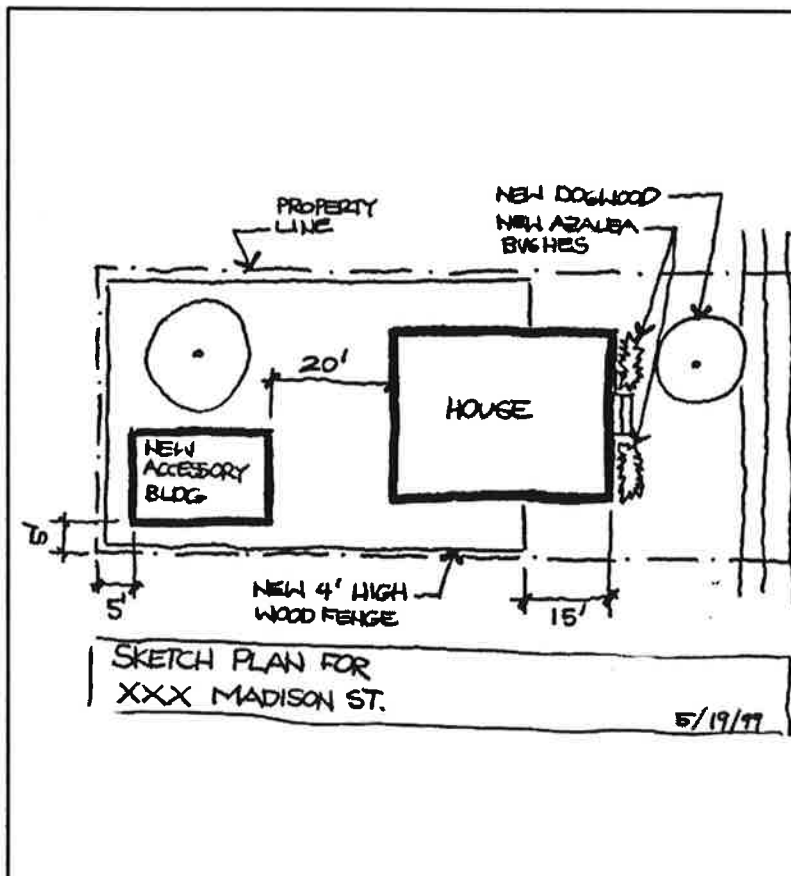 PROPERTY
LINE
NEW DOGWOOD
NEW AZALEA
BUSHES
20'
HOUSE
NEW
ACCESSORY
BLDG
5'
NEW 4' HIGH
WOOD FENCE
15'
SKETCH PLAN FOR
XXX MADISON ST.
5/19/99